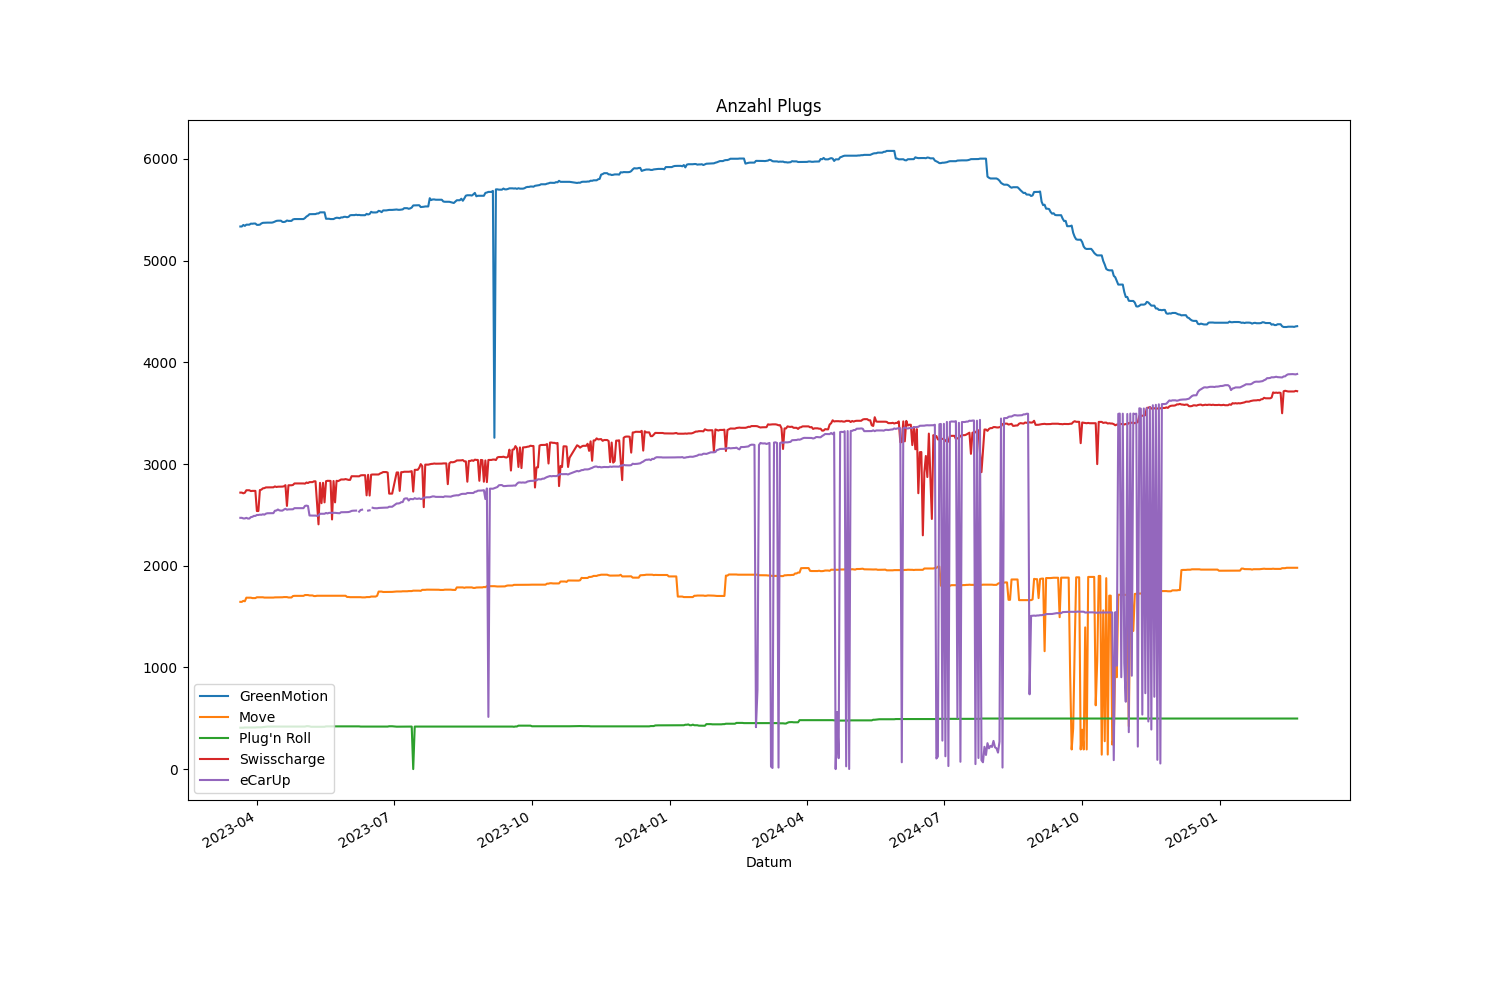 Anzahl Plugs
6000
5000
4000
3000
2000
1000
0
GreenMotion
Move
Plug'n Roll
Swisscharge
eCarUp
2023-04
2023-07
2023-10
2024-01
2024-04
2024-07
2024-10
2025-01
Datum